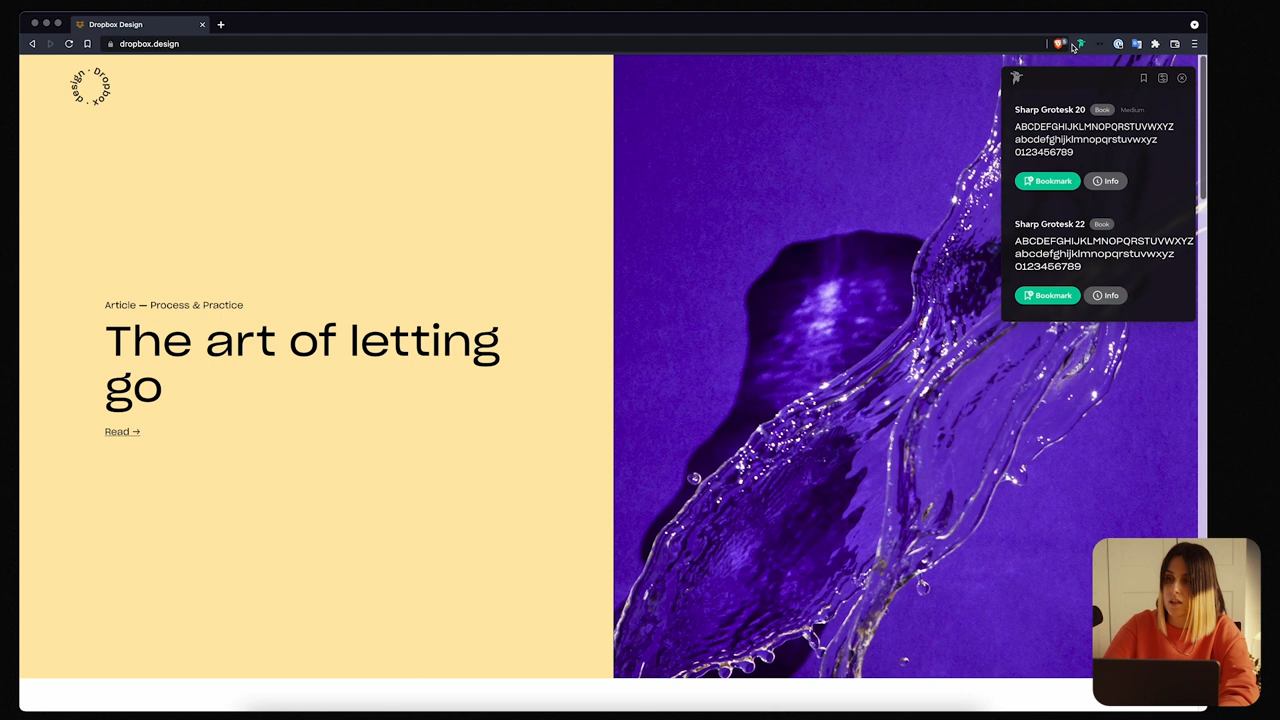 Dropbox Design
dropbox.design
Dropbox · design ·
Sharp Grotesk 20 Book Medium
ABCDEFGHIJKLMNOPQRSTUVWXYZ
abcdefghijklmnopqrstuvwxyz
0123456789
Bookmark Info
Sharp Grotesk 22 Book
ABCDEFGHIJKLMNOPQRSTUVWXYZ
abcdefghijklmnopqrstuvwxyz
0123456789
Bookmark Info
Article — Process & Practice
The art of letting
go
Read →